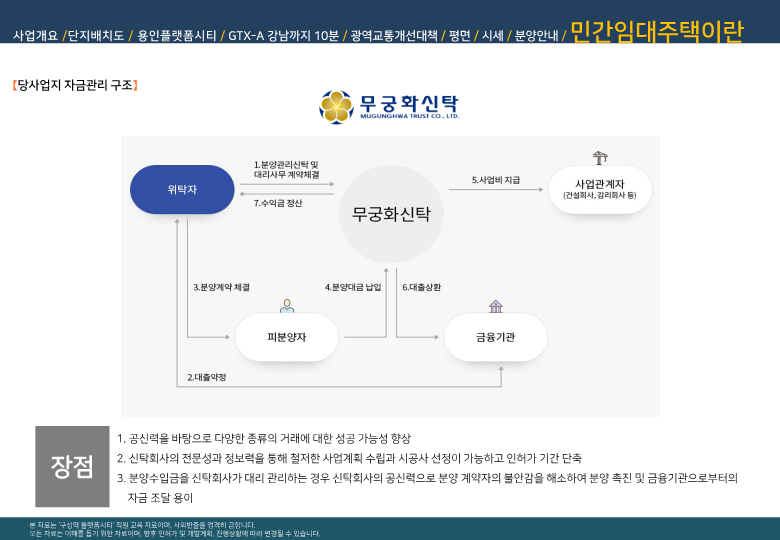 사업개요 /단지배치도 / 용인플랫폼시티 / GTX-A 강남까지 10분 / 광역교통개선대책 / 평면 / 시세 / 분양안내 / 민간임대주택이란
【당사업지 자금관리 구조】
무궁화신탁
MUGUNGHWA TRUST CO., LTD.
1.분양관리신탁 및
대리사무 계약체결
위탁자
7.수익금 정산
무궁화신탁
5.사업비 지급
사업관계자
(건설회사, 감리회사 등)
3.분양계약 체결
4.분양대금 납입
6.대출상환
피분양자
금융기관
2.대출약정
장점
1. 공신력을 바탕으로 다양한 종류의 거래에 대한 성공 가능성 향상
2. 신탁회사의 전문성과 정보력을 통해 철저한 사업계획 수립과 시공사 선정이 가능하고 인허가 기간 단축
3. 분양수입금을 신탁회사가 대리 관리하는 경우 신탁회사의 공신력으로 분양 계약자의 불안감을 해소하여 분양 촉진 및 금융기관으로부터의
자금 조달 용이
본 자료는 '구성역 플랫폼시티' 직원 교육 자료이며, 사외반출을 엄격히 금합니다.
모든 자료는 이해를 돕기 위한 자료이며, 향후 인허가 및 개발계획, 진행상황에 따라 변경될 수 있습니다.